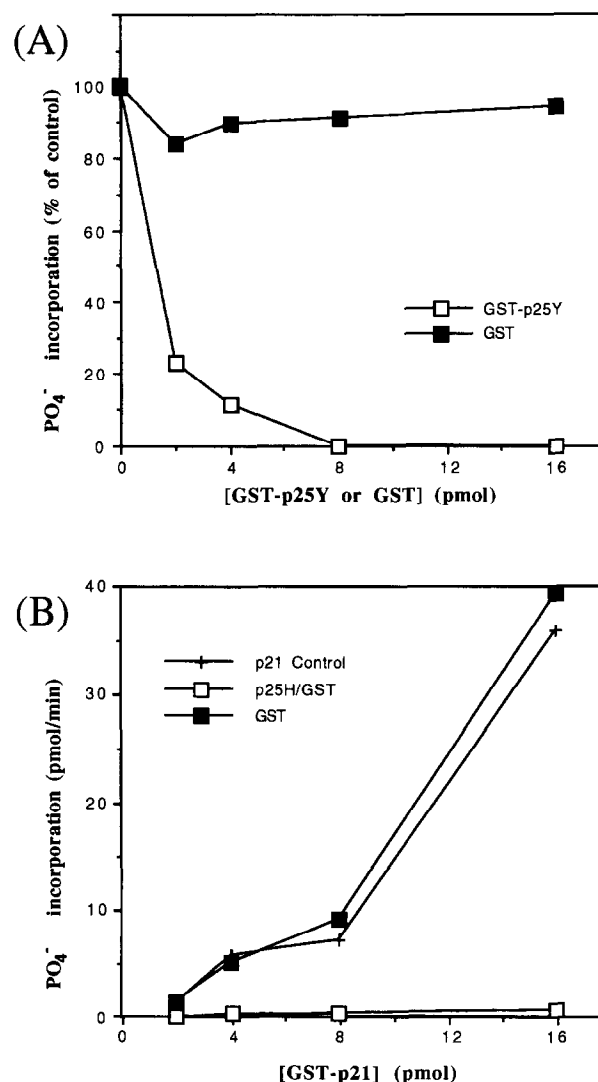 (A)
PO₄⁻ incorporation (% of control)
100
80
60
40
20
0
GST-p25Y
GST
0 4 8 12 16
[GST-p25Y or GST] (pmol)
(B)
PO₄⁻ incorporation (pmol/min)
40
30
20
10
0
p21 Control
p25H/GST
GST
0 4 8 12 16
[GST-p21] (pmol)